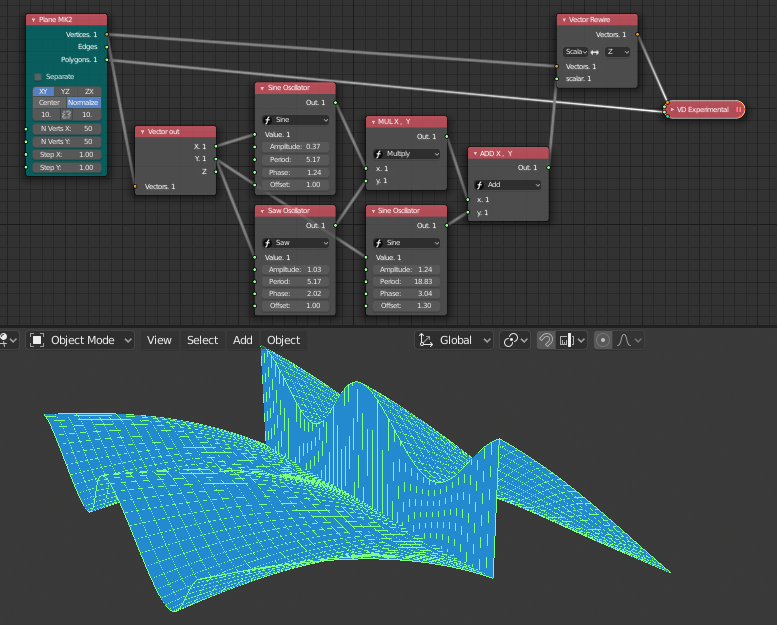 Plane MK2
Vertices. 1
Edges
Polygons. 1
Separate
XY YZ ZX
Center Normalize
10. 10.
N Verts X: 50
N Verts Y: 50
Step X: 1.00
Step Y: 1.00
Vector out
X. 1
Y. 1
Z
Vectors. 1
Sine Oscillator
Out. 1
Sine
Value. 1
Amplitude: 0.37
Period: 5.17
Phase: 1.24
Offset: 1.00
Saw Oscillator
Out. 1
Saw
Value. 1
Amplitude: 1.03
Period: 5.17
Phase: 2.02
Offset: 1.00
MUL X , Y
Out. 1
Multiply
x. 1
y. 1
Sine Oscillator
Out. 1
Sine
Value. 1
Amplitude: 1.24
Period: 18.83
Phase: 3.04
Offset: 1.30
ADD X , Y
Out. 1
Add
x. 1
y. 1
Vector Rewire
Vectors. 1
Scala Z
Vectors. 1
scalar. 1
VD Experimental
Object Mode View Select Add Object Global